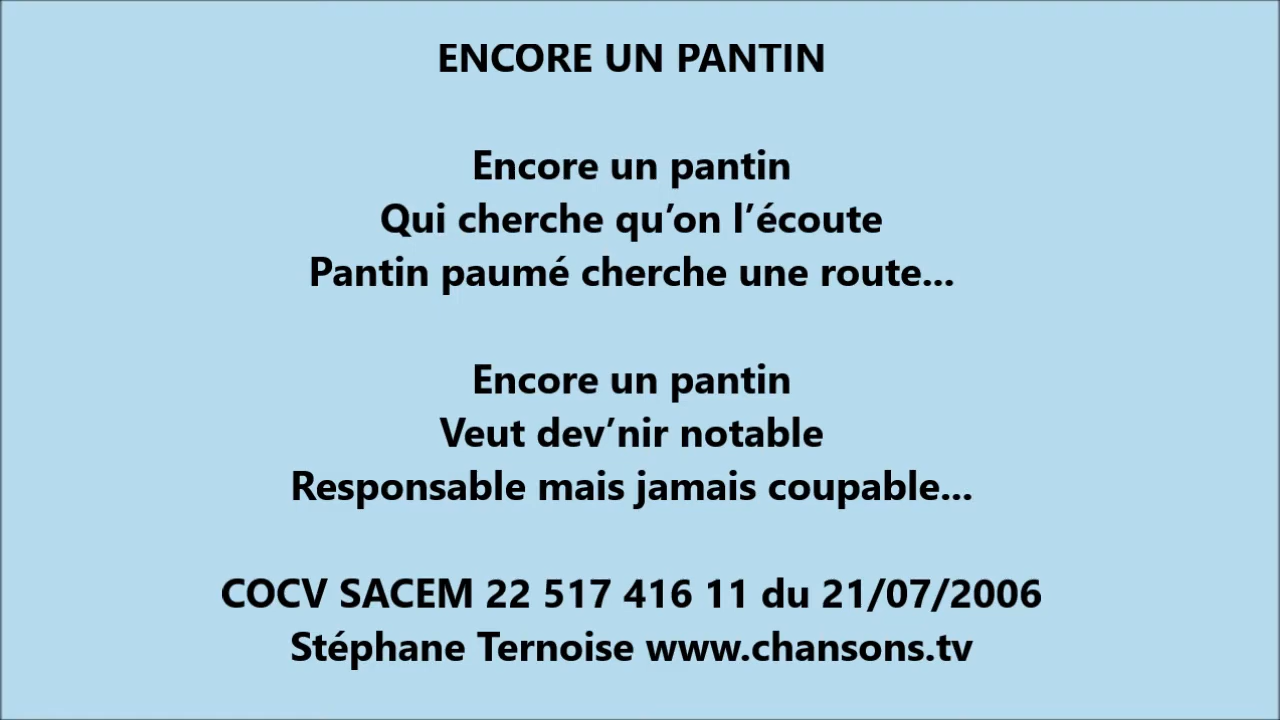 ENCORE UN PANTIN
Encore un pantin
Qui cherche qu’on l’écoute
Pantin paumé cherche une route...
Encore un pantin
Veut dev’nir notable
Responsable mais jamais coupable...
COCV SACEM 22 517 416 11 du 21/07/2006
Stéphane Ternoise www.chansons.tv